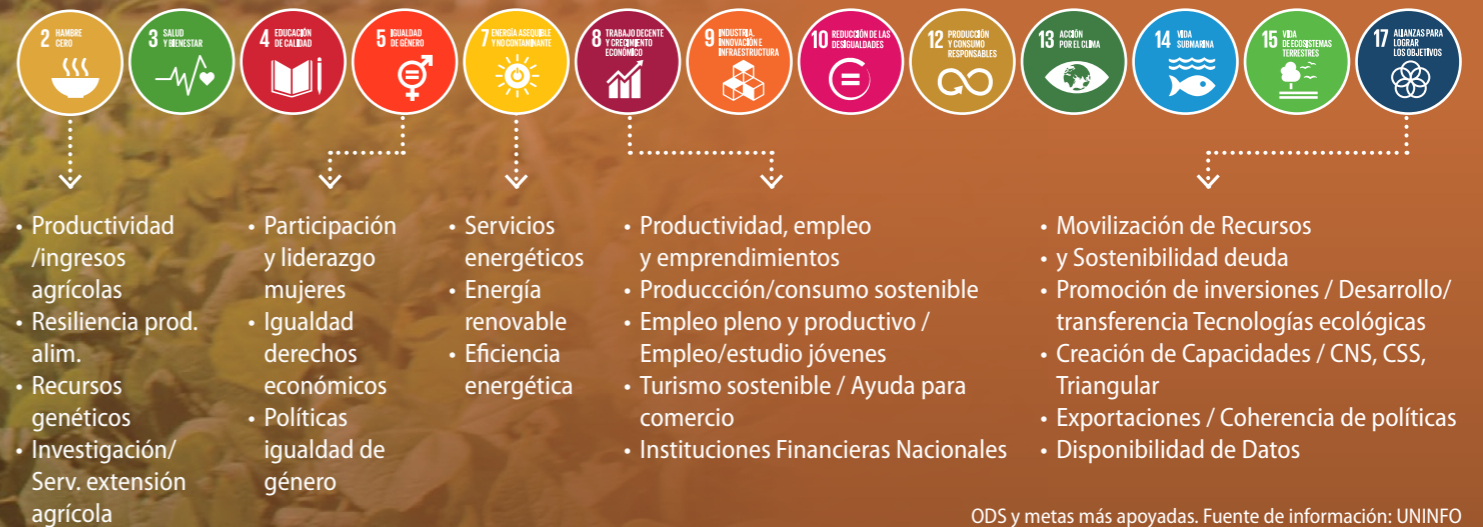 2 HAMBRE
CERO
3 SALUD
Y BIENESTAR
4 EDUCACIÓN
DE CALIDAD
5 IGUALDAD
DE GÉNERO
7 ENERGÍA ASEQUIBLE
Y NO CONTAMINANTE
8 TRABAJO DECENTE
Y CRECIMIENTO
ECONÓMICO
9 INDUSTRIA,
INNOVACIÓN E
INFRAESTRUCTURA
10 REDUCCIÓN DE LAS
DESIGUALDADES
12 PRODUCCIÓN
Y CONSUMO
RESPONSABLES
13 ACCIÓN
POR EL CLIMA
14 VIDA
SUBMARINA
15 VIDA
DE ECOSISTEMAS
TERRESTRES
17 ALIANZAS PARA
LOGRAR
LOS OBJETIVOS
• Productividad
/ingresos
agrícolas
• Resiliencia prod.
alim.
• Recursos
genéticos
• Investigación/
Serv. extensión
agrícola
• Participación
y liderazgo
mujeres
• Igualdad
derechos
económicos
• Políticas
igualdad de
género
• Servicios
energéticos
• Energía
renovable
• Eficiencia
energética
• Productividad, empleo
y emprendimientos
• Produccción/consumo sostenible
• Empleo pleno y productivo /
Empleo/estudio jóvenes
• Turismo sostenible / Ayuda para
comercio
• Instituciones Financieras Nacionales
• Movilización de Recursos
• y Sostenibilidad deuda
• Promoción de inversiones / Desarrollo/
transferencia Tecnologías ecológicas
• Creación de Capacidades / CNS, CSS,
Triangular
• Exportaciones / Coherencia de políticas
• Disponibilidad de Datos
ODS y metas más apoyadas. Fuente de información: UNINFO